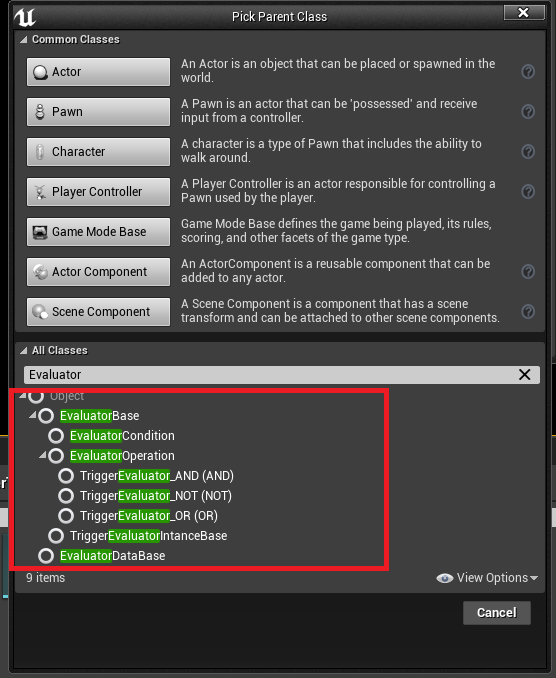 Pick Parent Class
Common Classes
Actor
An Actor is an object that can be placed or spawned in the
world.
Pawn
A Pawn is an actor that can be 'possessed' and receive
input from a controller.
Character
A character is a type of Pawn that includes the ability to
walk around.
Player Controller
A Player Controller is an actor responsible for controlling a
Pawn used by the player.
Game Mode Base
Game Mode Base defines the game being played, its rules,
scoring, and other facets of the game type.
Actor Component
An ActorComponent is a reusable component that can be
added to any actor.
Scene Component
A Scene Component is a component that has a scene
transform and can be attached to other scene components.
All Classes
Evaluator
Object
EvaluatorBase
EvaluatorCondition
EvaluatorOperation
TriggerEvaluator_AND (AND)
TriggerEvaluator_NOT (NOT)
TriggerEvaluator_OR (OR)
TriggerEvaluatorIntanceBase
EvaluatorDataBase
9 items
View Options
Cancel